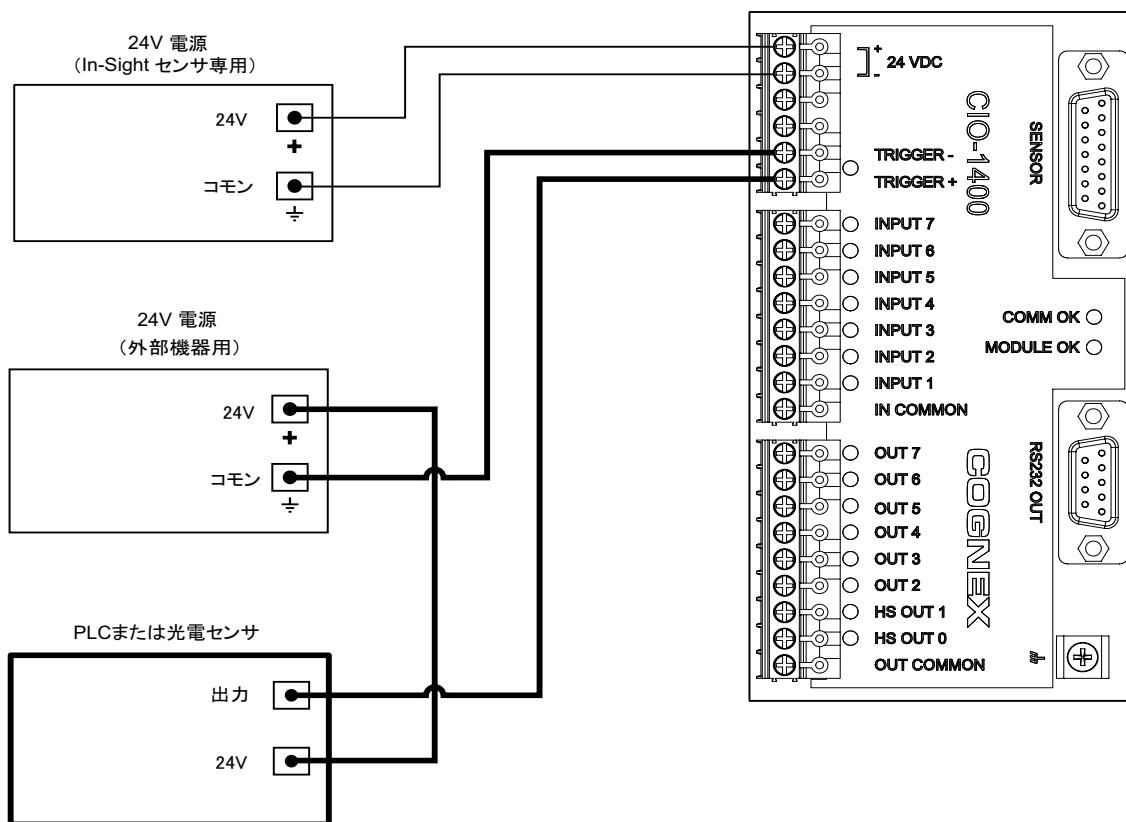 24V 電源
（In-Sight センサ専用）
24V
+
コモン
24V 電源
（外部機器用）
24V
+
コモン
PLCまたは光電センサ
出力
24V
+
-
24 VDC
TRIGGER -
TRIGGER +
INPUT 7
INPUT 6
INPUT 5
INPUT 4
INPUT 3
INPUT 2
INPUT 1
IN COMMON
OUT 7
OUT 6
OUT 5
OUT 4
OUT 3
OUT 2
HS OUT 1
HS OUT 0
OUT COMMON
CIO-1400
COGNEX
SENSOR
COMM OK
MODULE OK
RS232 OUT